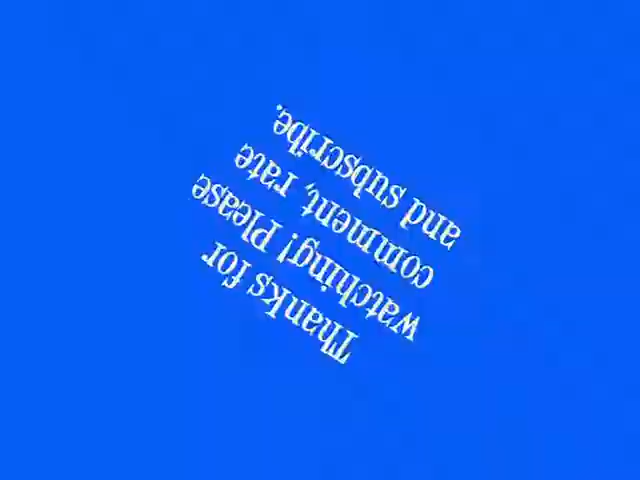 Thanks for
watching! Please
comment, rate
and subscribe.